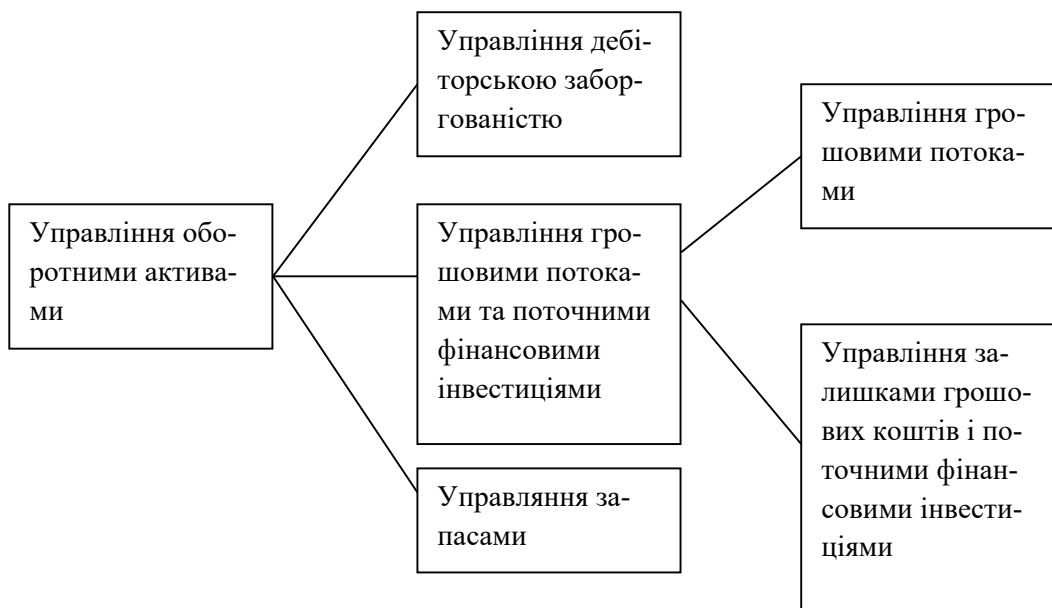 Управління обо-
ротними актива-
ми
Управління дебі-
торською забор-
гованістю
Управління гро-
шовими потока-
ми та поточними
фінансовими
інвестиціями
Управляння за-
пасами
Управління гро-
шовими потока-
ми
Управління за-
лишками грошо-
вих коштів і по-
точними фінан-
совими інвести-
ціями